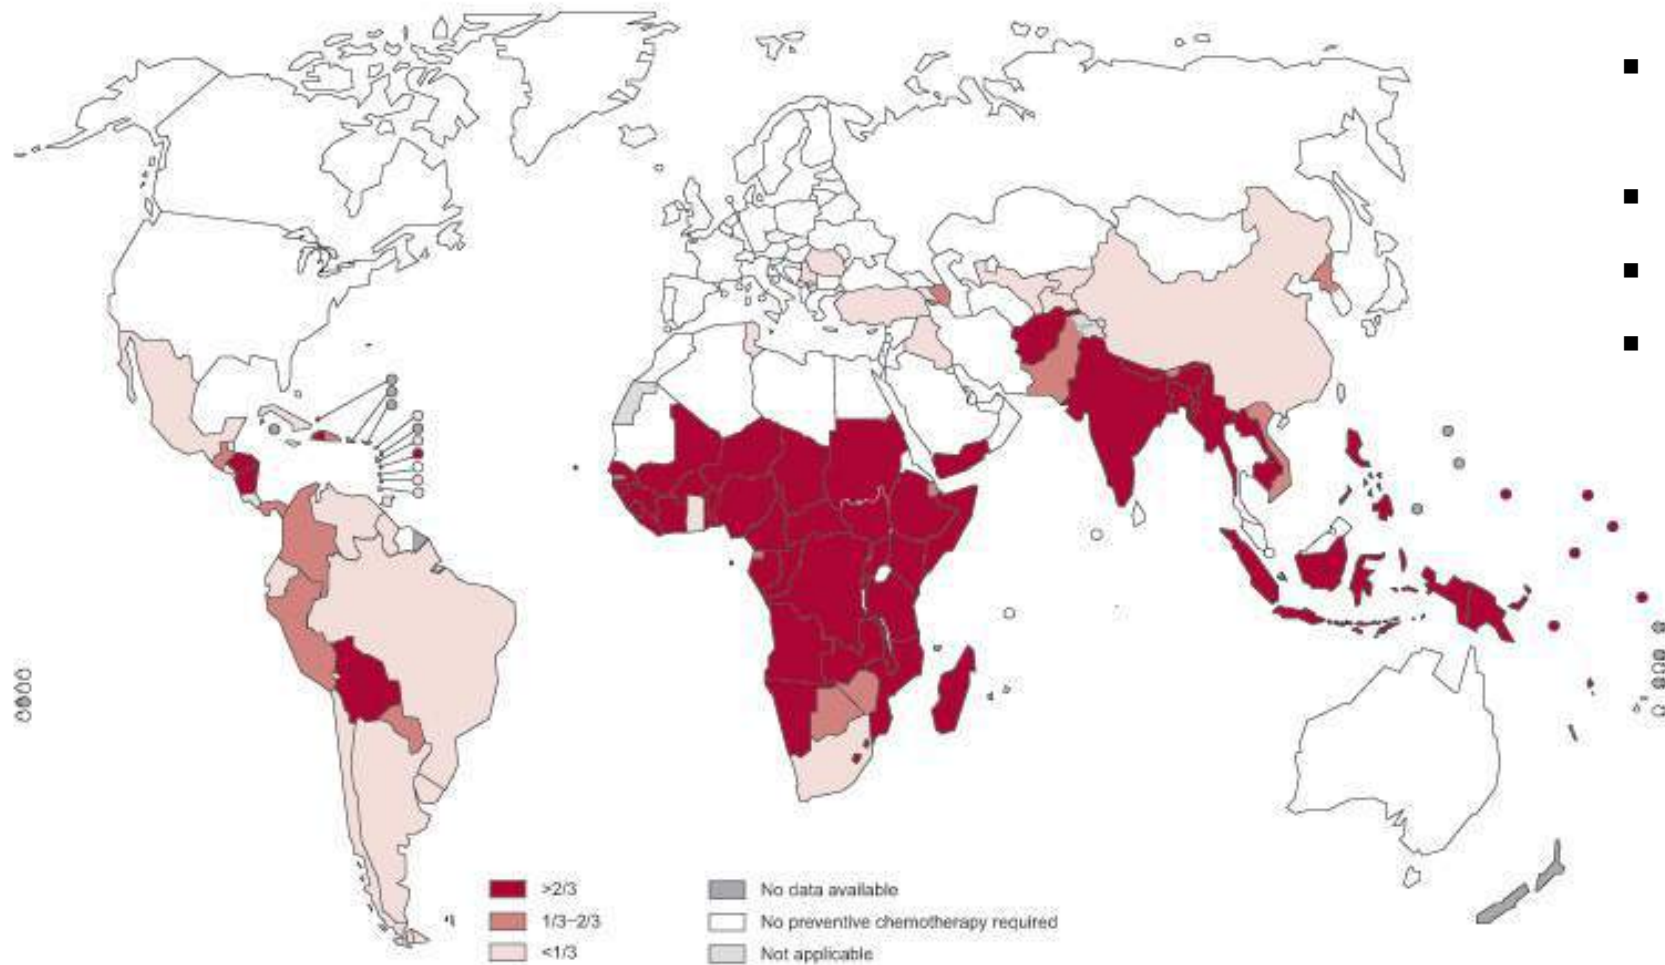 >2/3
1/3–2/3
<1/3
No data available
No preventive chemotherapy required
Not applicable